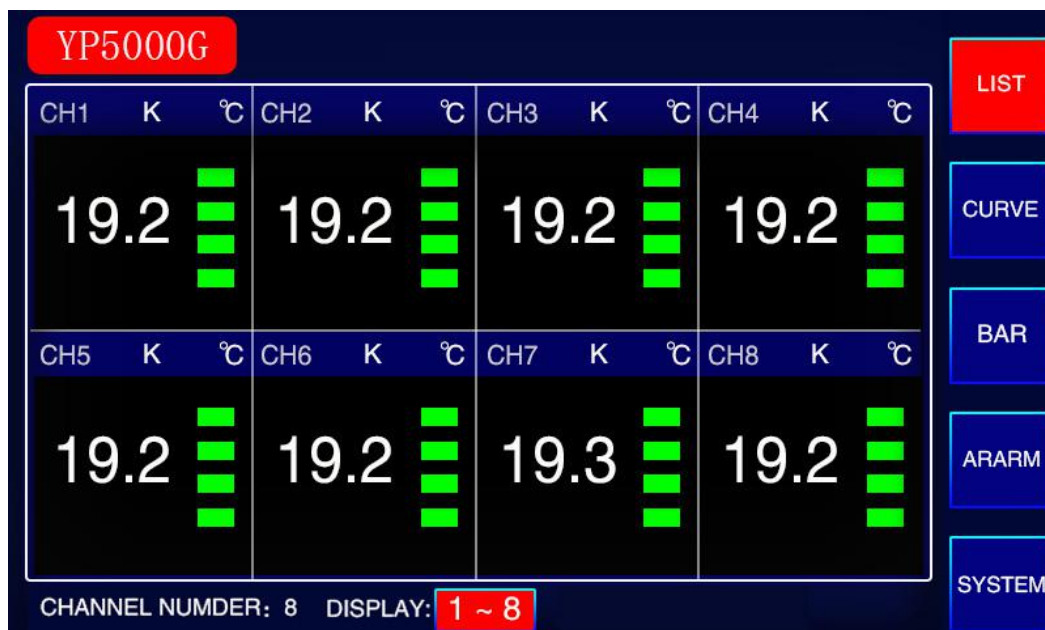 YP5000G
LIST
CH1 K ℃ CH2 K ℃ CH3 K ℃ CH4 K ℃
19.2 19.2 19.2 19.2
CURVE
BAR
CH5 K ℃ CH6 K ℃ CH7 K ℃ CH8 K ℃
19.2 19.2 19.3 19.2
ARARM
SYSTEM
CHANNEL NUMDER: 8 DISPLAY: 1 ~ 8